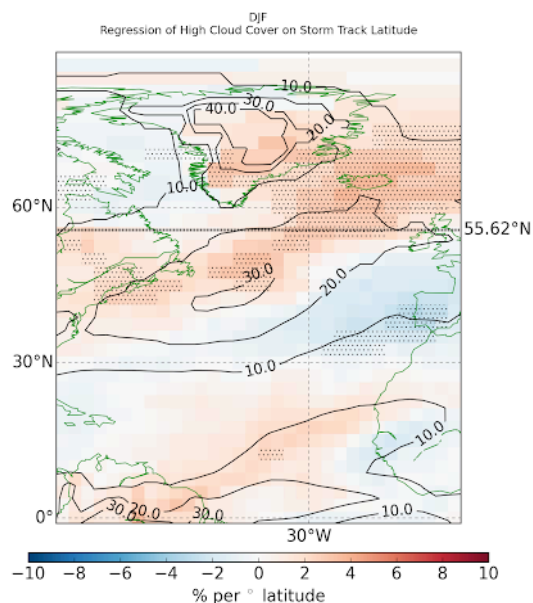 DJF
Regression of High Cloud Cover on Storm Track Latitude
10.0
30.0
40.0
20.0
10.0
60°N
55.62°N
30.0
20.0
30°N
10.0
10.0
30.0
20.0
30.0
10.0
0°
30°W
−10 −8 −6 −4 −2 0 2 4 6 8 10
% per ° latitude